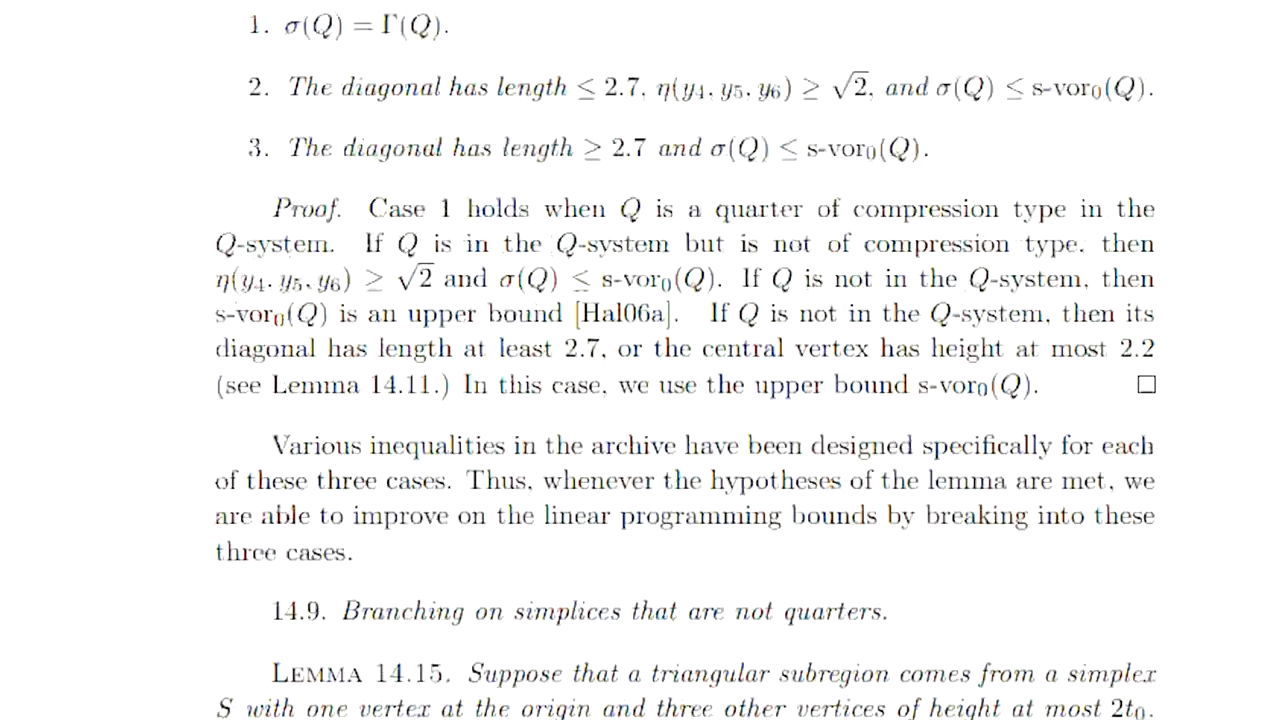 1. σ(Q) = Γ(Q).
2. The diagonal has length ≤ 2.7, η(y₄, y₅, y₆) ≥ √2, and σ(Q) ≤ s-vor₀(Q).
3. The diagonal has length ≥ 2.7 and σ(Q) ≤ s-vor₀(Q).
Proof. Case 1 holds when Q is a quarter of compression type in the
Q-system. If Q is in the Q-system but is not of compression type, then
η(y₄, y₅, y₆) ≥ √2 and σ(Q) ≤ s-vor₀(Q). If Q is not in the Q-system, then
s-vor₀(Q) is an upper bound [Hal06a]. If Q is not in the Q-system, then its
diagonal has length at least 2.7, or the central vertex has height at most 2.2
(see Lemma 14.11.) In this case, we use the upper bound s-vor₀(Q). □
Various inequalities in the archive have been designed specifically for each
of these three cases. Thus, whenever the hypotheses of the lemma are met, we
are able to improve on the linear programming bounds by breaking into these
three cases.
14.9. Branching on simplices that are not quarters.
LEMMA 14.15. Suppose that a triangular subregion comes from a simplex
S with one vertex at the origin and three other vertices of height at most 2t₀.